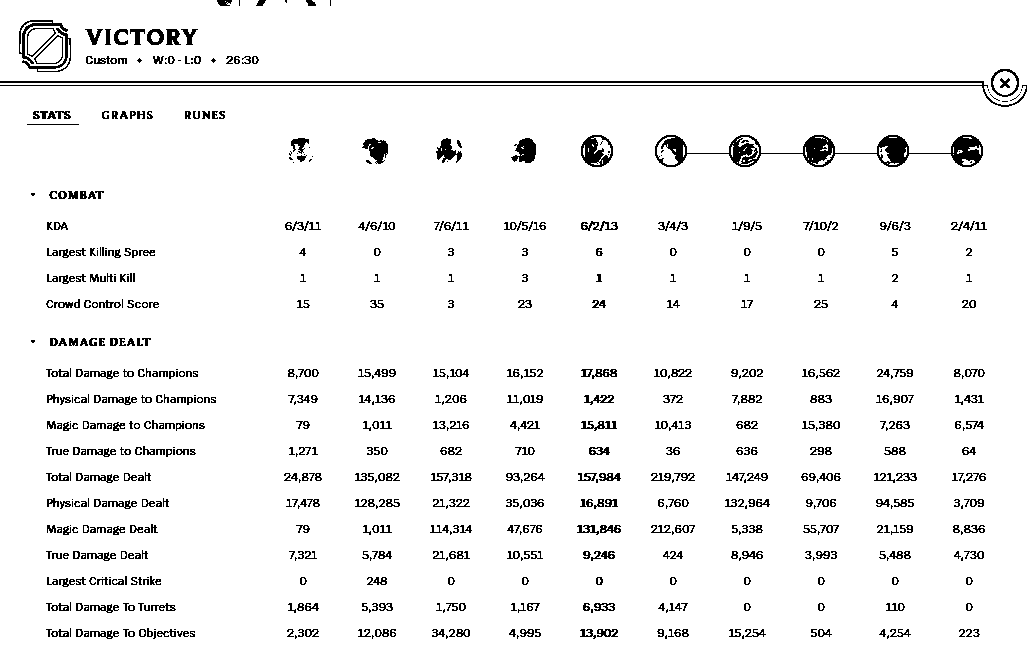 VICTORY
Custom • W:0 - L:0 • 26:30
STATS GRAPHS RUNES
COMBAT
KDA 6/3/11 4/6/10 7/6/11 10/5/16 6/2/13 3/4/3 1/9/5 7/10/2 9/6/3 2/4/11
Largest Killing Spree 4 0 3 3 6 0 0 0 5 2
Largest Multi Kill 1 1 1 3 1 1 1 1 2 1
Crowd Control Score 15 35 3 23 24 14 17 25 4 20
DAMAGE DEALT
Total Damage to Champions 8,700 15,499 15,104 16,152 17,868 10,822 9,202 16,562 24,759 8,070
Physical Damage to Champions 7,349 14,136 1,206 11,019 1,422 372 7,882 883 16,907 1,431
Magic Damage to Champions 79 1,011 13,216 4,421 15,811 10,413 682 15,380 7,263 6,574
True Damage to Champions 1,271 350 682 710 634 36 636 298 588 64
Total Damage Dealt 24,878 135,082 157,318 93,264 157,984 219,792 147,249 69,406 121,233 17,276
Physical Damage Dealt 17,478 128,285 21,322 35,036 16,891 6,760 132,964 9,706 94,585 3,709
Magic Damage Dealt 79 1,011 114,314 47,676 131,846 212,607 5,338 55,707 21,159 8,836
True Damage Dealt 7,321 5,784 21,681 10,551 9,246 424 8,946 3,993 5,488 4,730
Largest Critical Strike 0 248 0 0 0 0 0 0 0 0
Total Damage To Turrets 1,864 5,393 1,750 1,167 6,933 4,147 0 0 110 0
Total Damage To Objectives 2,302 12,086 34,280 4,995 13,902 9,168 15,254 504 4,254 223